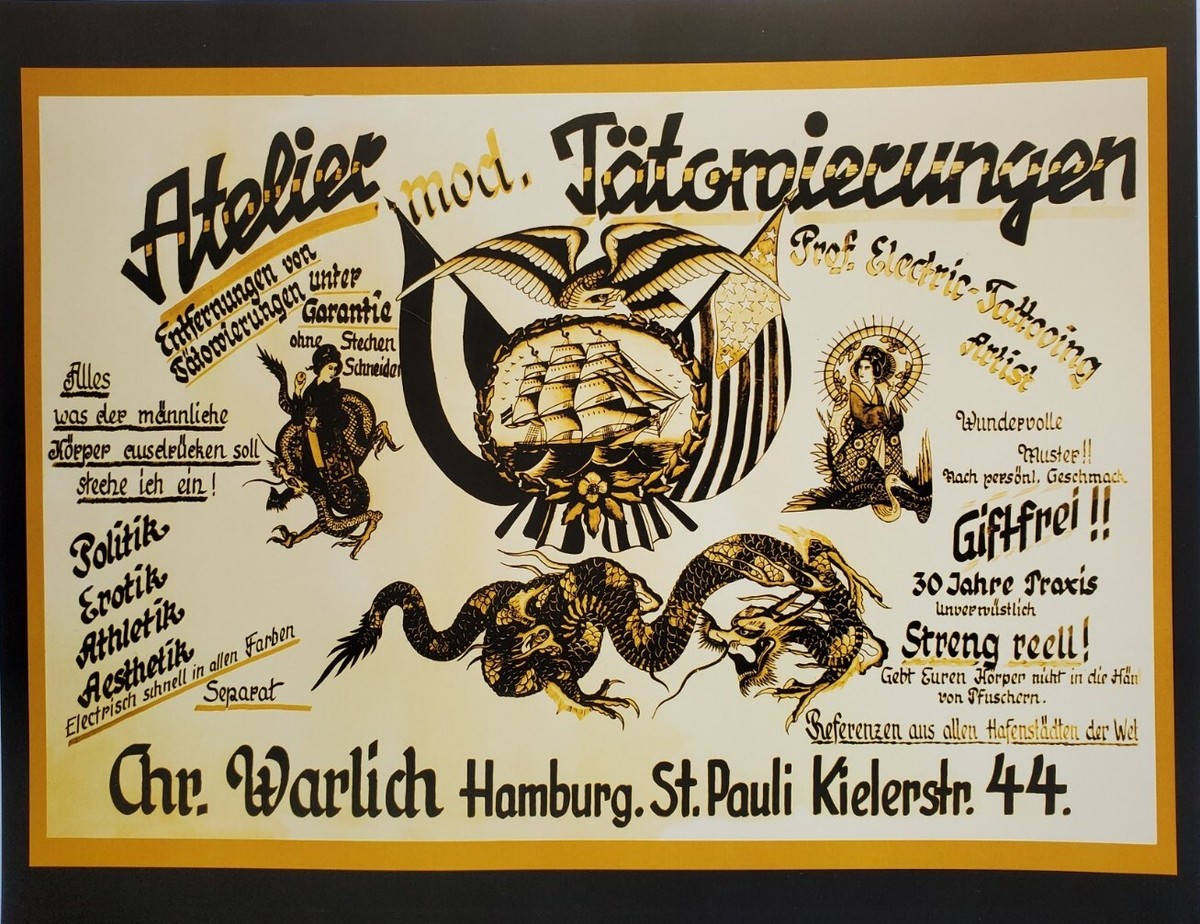 Atelier mod. Tätowierungen
Entfernungen von
Tätowierungen unter
Garantie
ohne Stechen
Schneiden
Alles
was der männliche
Körper ausdrücken soll
steche ich ein!
Politik
Erotik
Athletik
Aesthetik
Electrisch schnell in allen Farben
Separat
Prof. Electric-Tattooing
Artist
Wundervolle
Muster!!
Nach persönl. Geschmack
Giftfrei!!
30 Jahre Praxis
Unverwüstlich
Streng reell!
Gebt Euren Körper nicht in die Hän
von Pfuschern.
Referenzen aus allen Hafenstädten der Wel
Chr. Warlich Hamburg. St. Pauli Kielerstr. 44.